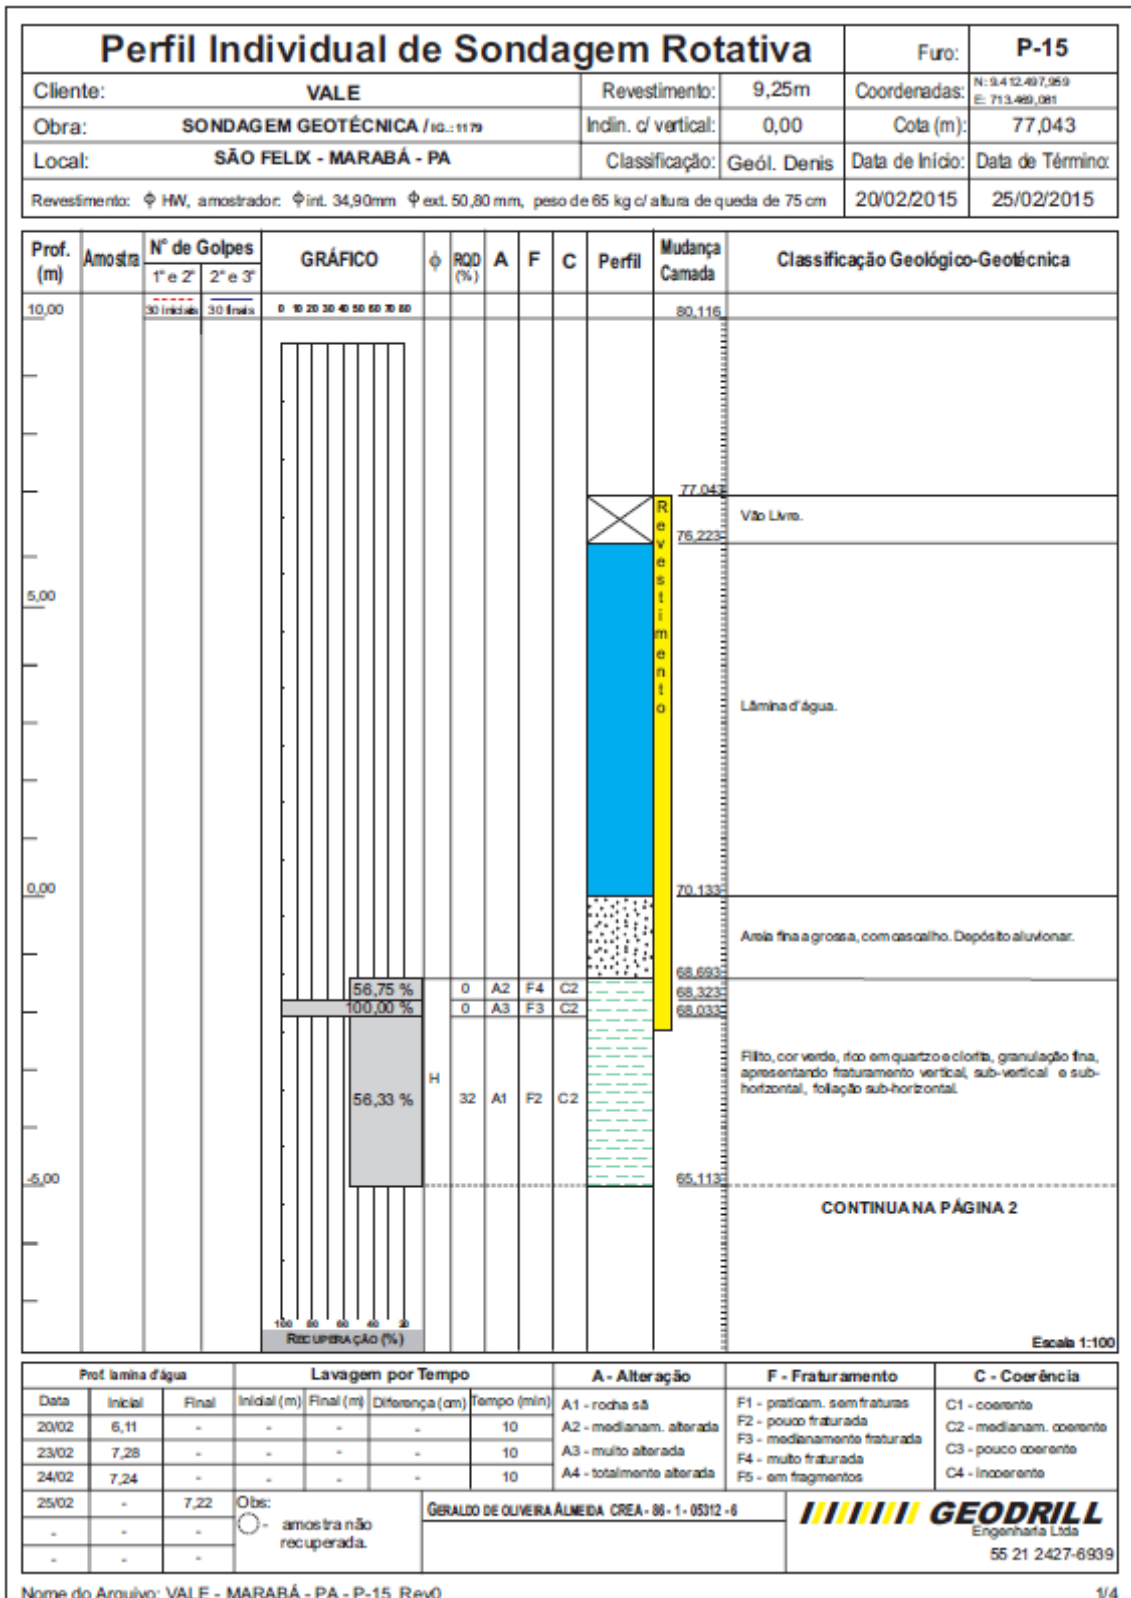 Perfil Individual de Sondagem Rotativa
Furo: P-15
Cliente: VALE
Revestimento: 9,25m
Coordenadas: N: 9.412.497,959
E: 713.469,081
Obra: SONDAGEM GEOTÉCNICA / IG.: 1179
Inclin. c/ vertical: 0,00
Cota (m): 77,043
Local: SÃO FELIX - MARABÁ - PA
Classificação: Geól. Denis
Data de Início: Data de Término:
Revestimento: ϕ HW, amostrador: ϕ int. 34,90mm ϕ ext. 50,80 mm, peso de 65 kg c/ altura de queda de 75 cm
20/02/2015 25/02/2015
Prof. (m)
Amostra
Nº de Golpes
1ª e 2ª 2ª e 3ª
30 iniciais 30 finais
GRÁFICO
0 10 20 30 40 50 60 70 80
ϕ
RQD (%)
A
F
C
Perfil
Mudança Camada
Classificação Geológico-Geotécnica
10,00
80,116
77,043
Vão Livre.
76,223
Revestimento
5,00
Lâmina d'água.
0,00
70,133
Areia fina a grossa, com cascalho. Depósito aluvionar.
68,693
56,75 % 0 A2 F4 C2
68,323
100,00 % 0 A3 F3 C2
68,033
Filito, cor verde, rico em quartzo e clorita, granulação fina,
apresentando fraturamento vertical, sub-vertical e sub-
horizontal, foliação sub-horizontal.
H
56,33 % 32 A1 F2 C2
-5,00
65,113
CONTINUA NA PÁGINA 2
100 80 60 40 20
RECUPERAÇÃO (%)
Escala 1:100
Prof. lamina d'água
Lavagem por Tempo
A - Alteração
F - Fraturamento
C - Coerência
Data Inicial Final Inicial (m) Final (m) Diferença (cm) Tempo (min)
20/02 6,11 - - - - 10
23/02 7,28 - - - - 10
24/02 7,24 - - - - 10
25/02 - 7,22
- - -
- - -
A1 - rocha sã
A2 - medianam. alterada
A3 - muito alterada
A4 - totalmente alterada
F1 - praticam. sem fraturas
F2 - pouco fraturada
F3 - medianamente fraturada
F4 - muito fraturada
F5 - em fragmentos
C1 - coerente
C2 - medianam. coerente
C3 - pouco coerente
C4 - Incoerente
Obs:
- amostra não
recuperada.
GERALDO DE OLIVEIRA ALMEIDA CREA - 86 - 1 - 05312 - 6
GEODRILL
Engenharia Ltda
55 21 2427-6939
Nome do Arquivo: VALE - MARABÁ - PA - P-15_Rev0
1/4